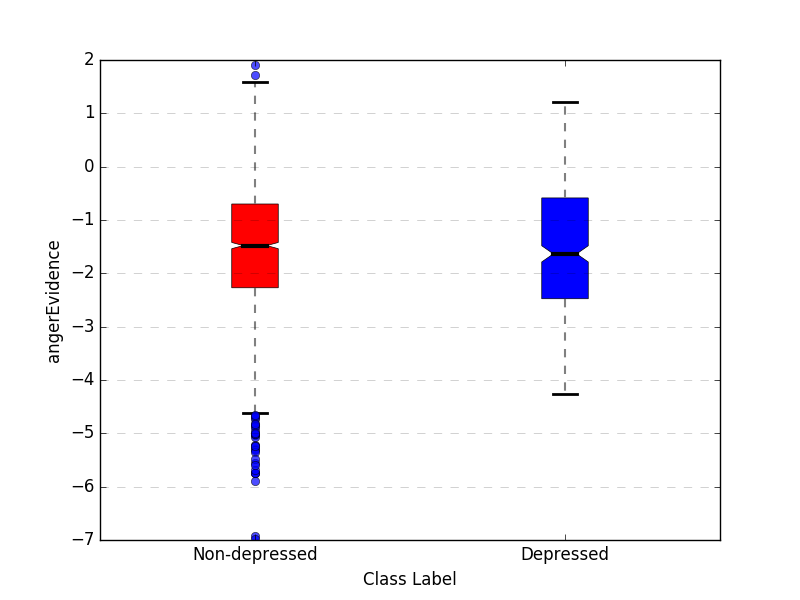 2
1
0
−1
−2
−3
−4
−5
−6
−7
angerEvidence
Non-depressed
Depressed
Class Label